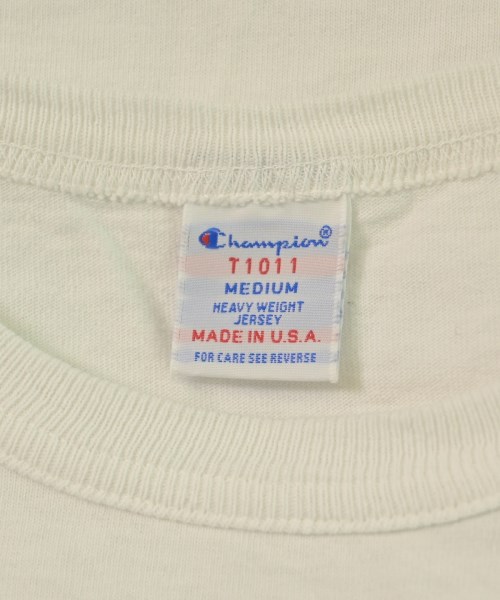 Champion®
T1011
MEDIUM
HEAVY WEIGHT
JERSEY
MADE IN U.S.A.
FOR CARE SEE REVERSE